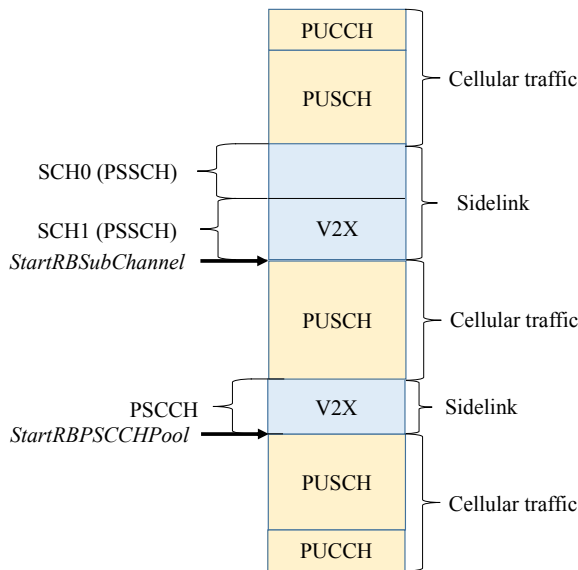 PUCCH
Cellular traffic
PUSCH
SCH0 (PSSCH)
Sidelink
SCH1 (PSSCH)
V2X
StartRBSubChannel
PUSCH
Cellular traffic
PSCCH
V2X
Sidelink
StartRBPSCCHPool
PUSCH
Cellular traffic
PUCCH